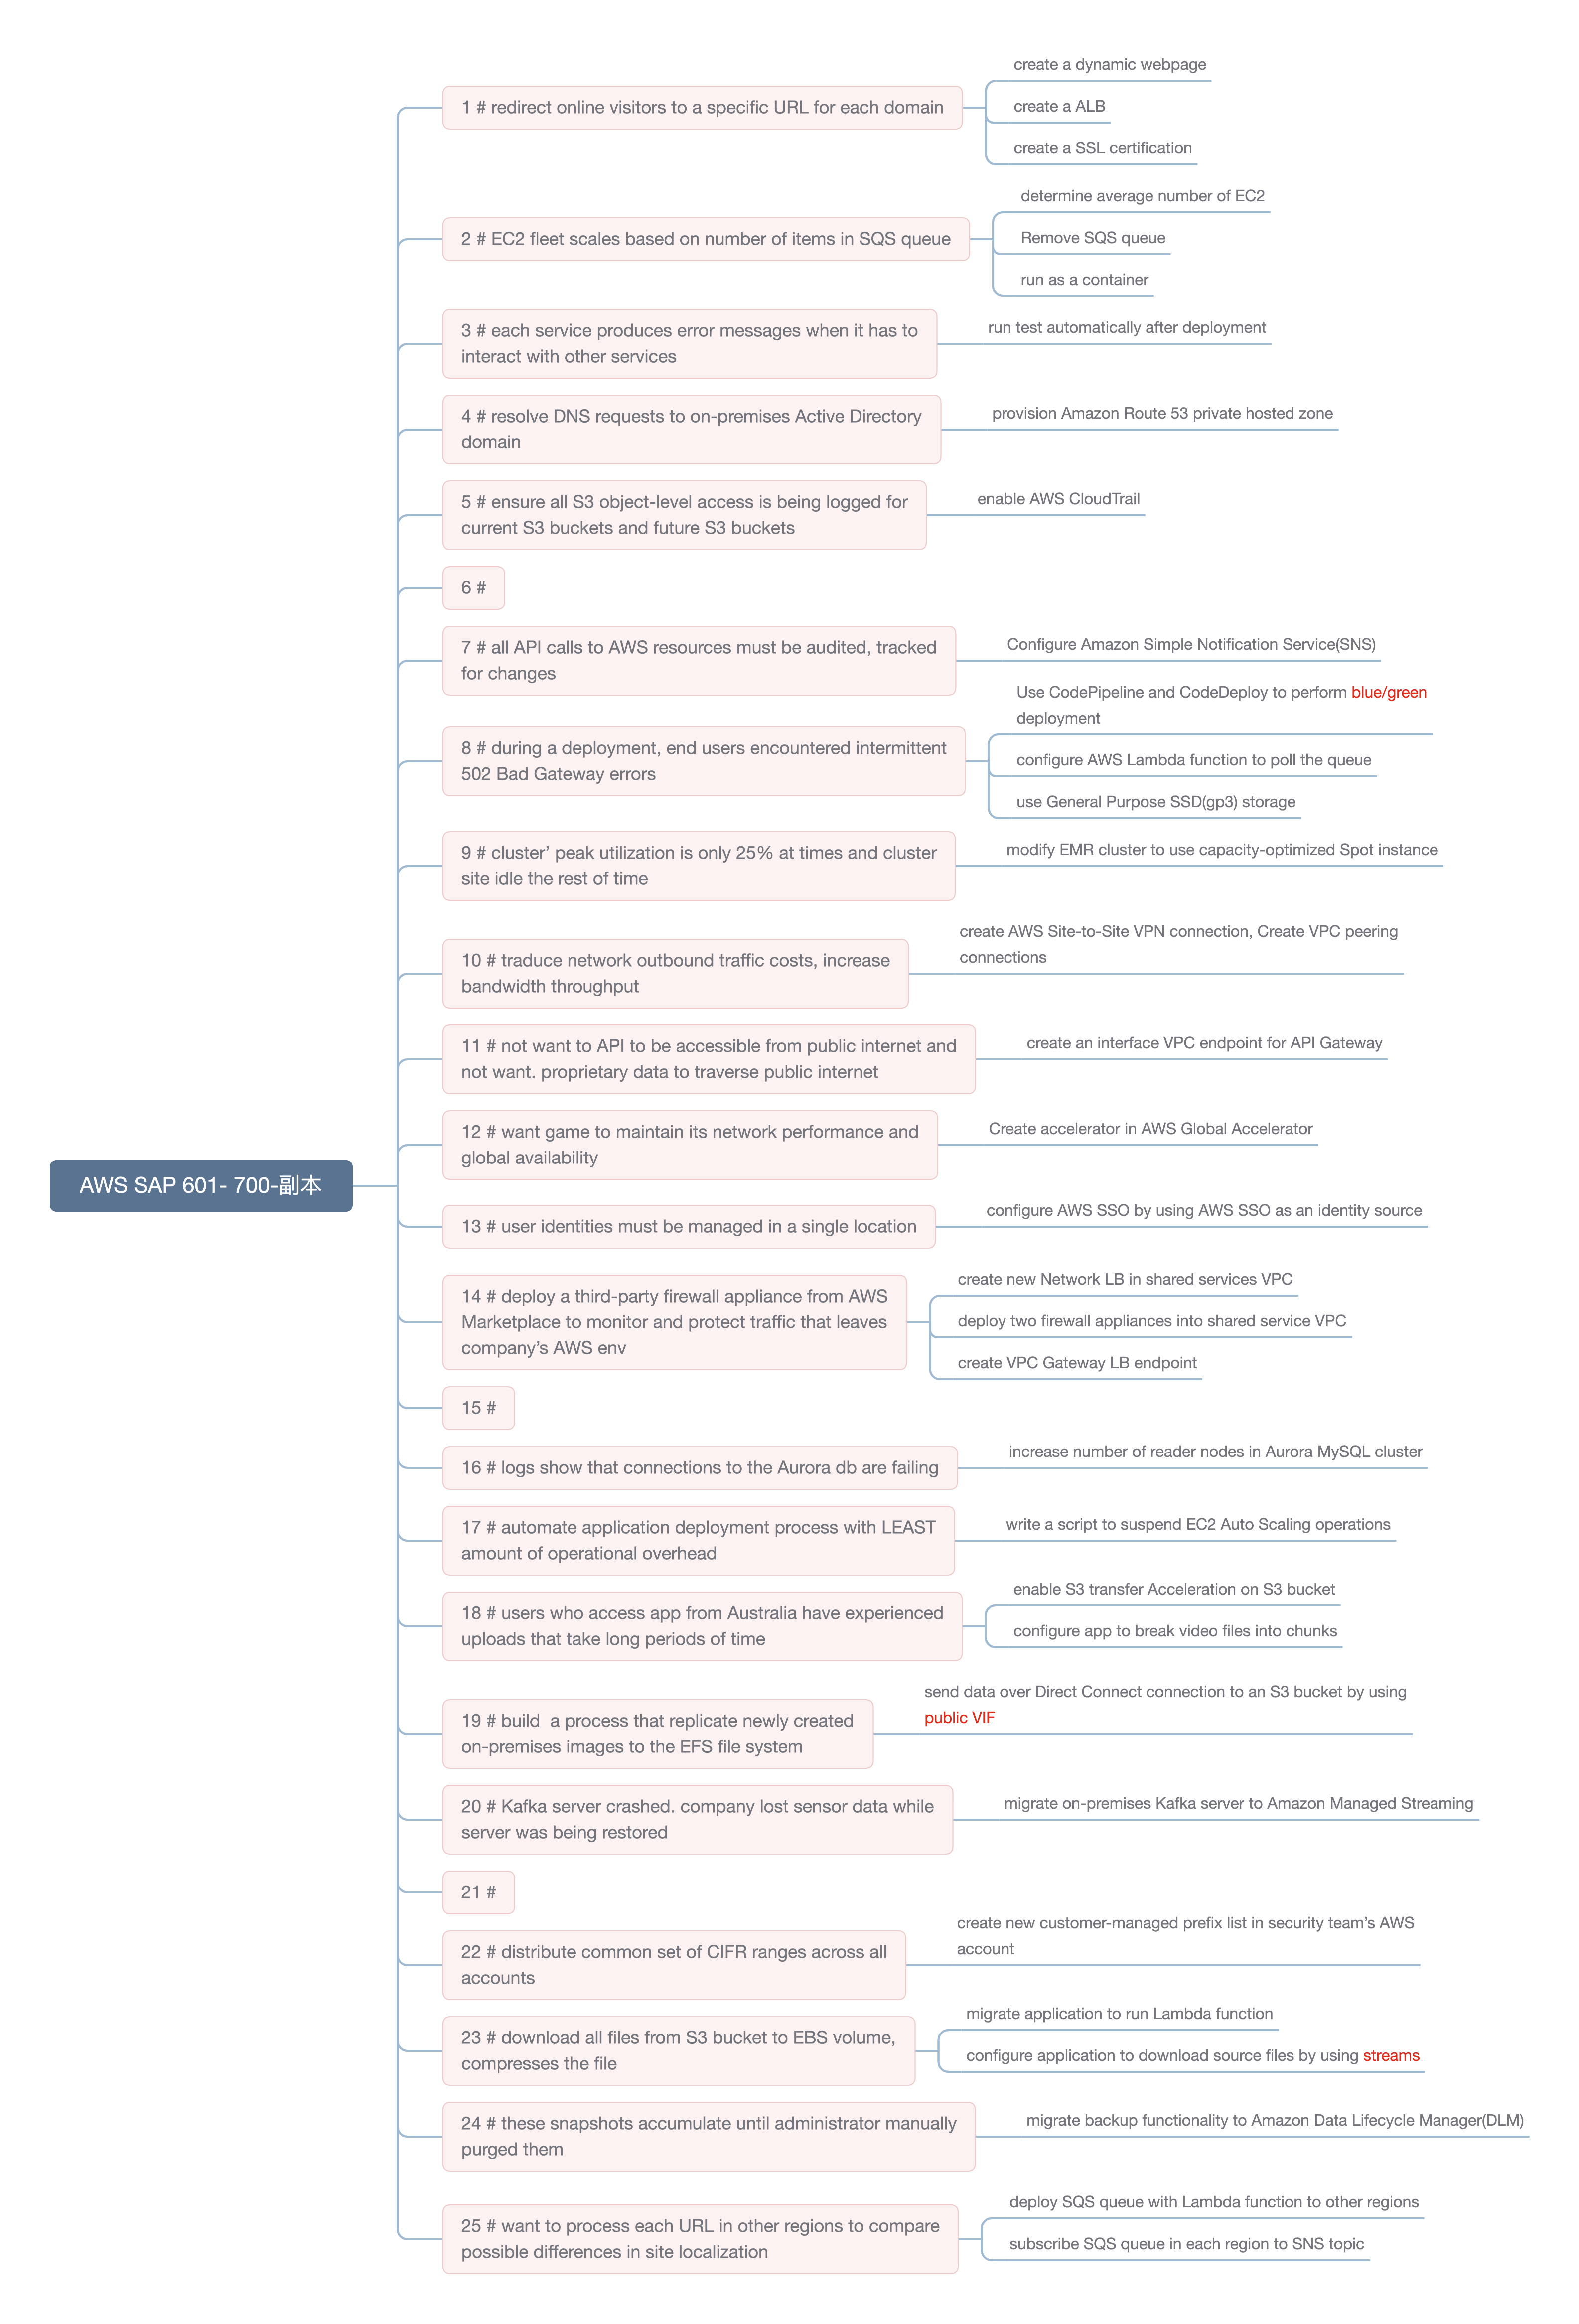 AWS SAP 601- 700-副本
1 # redirect online visitors to a specific URL for each domain
create a dynamic webpage
create a ALB
create a SSL certification
2 # EC2 fleet scales based on number of items in SQS queue
determine average number of EC2
Remove SQS queue
run as a container
3 # each service produces error messages when it has to
interact with other services
run test automatically after deployment
4 # resolve DNS requests to on-premises Active Directory
domain
provision Amazon Route 53 private hosted zone
5 # ensure all S3 object-level access is being logged for
current S3 buckets and future S3 buckets
enable AWS CloudTrail
6 #
7 # all API calls to AWS resources must be audited, tracked
for changes
Configure Amazon Simple Notification Service(SNS)
8 # during a deployment, end users encountered intermittent
502 Bad Gateway errors
Use CodePipeline and CodeDeploy to perform blue/green
deployment
configure AWS Lambda function to poll the queue
use General Purpose SSD(gp3) storage
9 # cluster’ peak utilization is only 25% at times and cluster
site idle the rest of time
modify EMR cluster to use capacity-optimized Spot instance
10 # traduce network outbound traffic costs, increase
bandwidth throughput
create AWS Site-to-Site VPN connection, Create VPC peering
connections
11 # not want to API to be accessible from public internet and
not want. proprietary data to traverse public internet
create an interface VPC endpoint for API Gateway
12 # want game to maintain its network performance and
global availability
Create accelerator in AWS Global Accelerator
13 # user identities must be managed in a single location
configure AWS SSO by using AWS SSO as an identity source
14 # deploy a third-party firewall appliance from AWS
Marketplace to monitor and protect traffic that leaves
company’s AWS env
create new Network LB in shared services VPC
deploy two firewall appliances into shared service VPC
create VPC Gateway LB endpoint
15 #
16 # logs show that connections to the Aurora db are failing
increase number of reader nodes in Aurora MySQL cluster
17 # automate application deployment process with LEAST
amount of operational overhead
write a script to suspend EC2 Auto Scaling operations
18 # users who access app from Australia have experienced
uploads that take long periods of time
enable S3 transfer Acceleration on S3 bucket
configure app to break video files into chunks
19 # build  a process that replicate newly created
on-premises images to the EFS file system
send data over Direct Connect connection to an S3 bucket by using
public VIF
20 # Kafka server crashed. company lost sensor data while
server was being restored
migrate on-premises Kafka server to Amazon Managed Streaming
21 #
22 # distribute common set of CIFR ranges across all
accounts
create new customer-managed prefix list in security team’s AWS
account
23 # download all files from S3 bucket to EBS volume,
compresses the file
migrate application to run Lambda function
configure application to download source files by using streams
24 # these snapshots accumulate until administrator manually
purged them
migrate backup functionality to Amazon Data Lifecycle Manager(DLM)
25 # want to process each URL in other regions to compare
possible differences in site localization
deploy SQS queue with Lambda function to other regions
subscribe SQS queue in each region to SNS topic